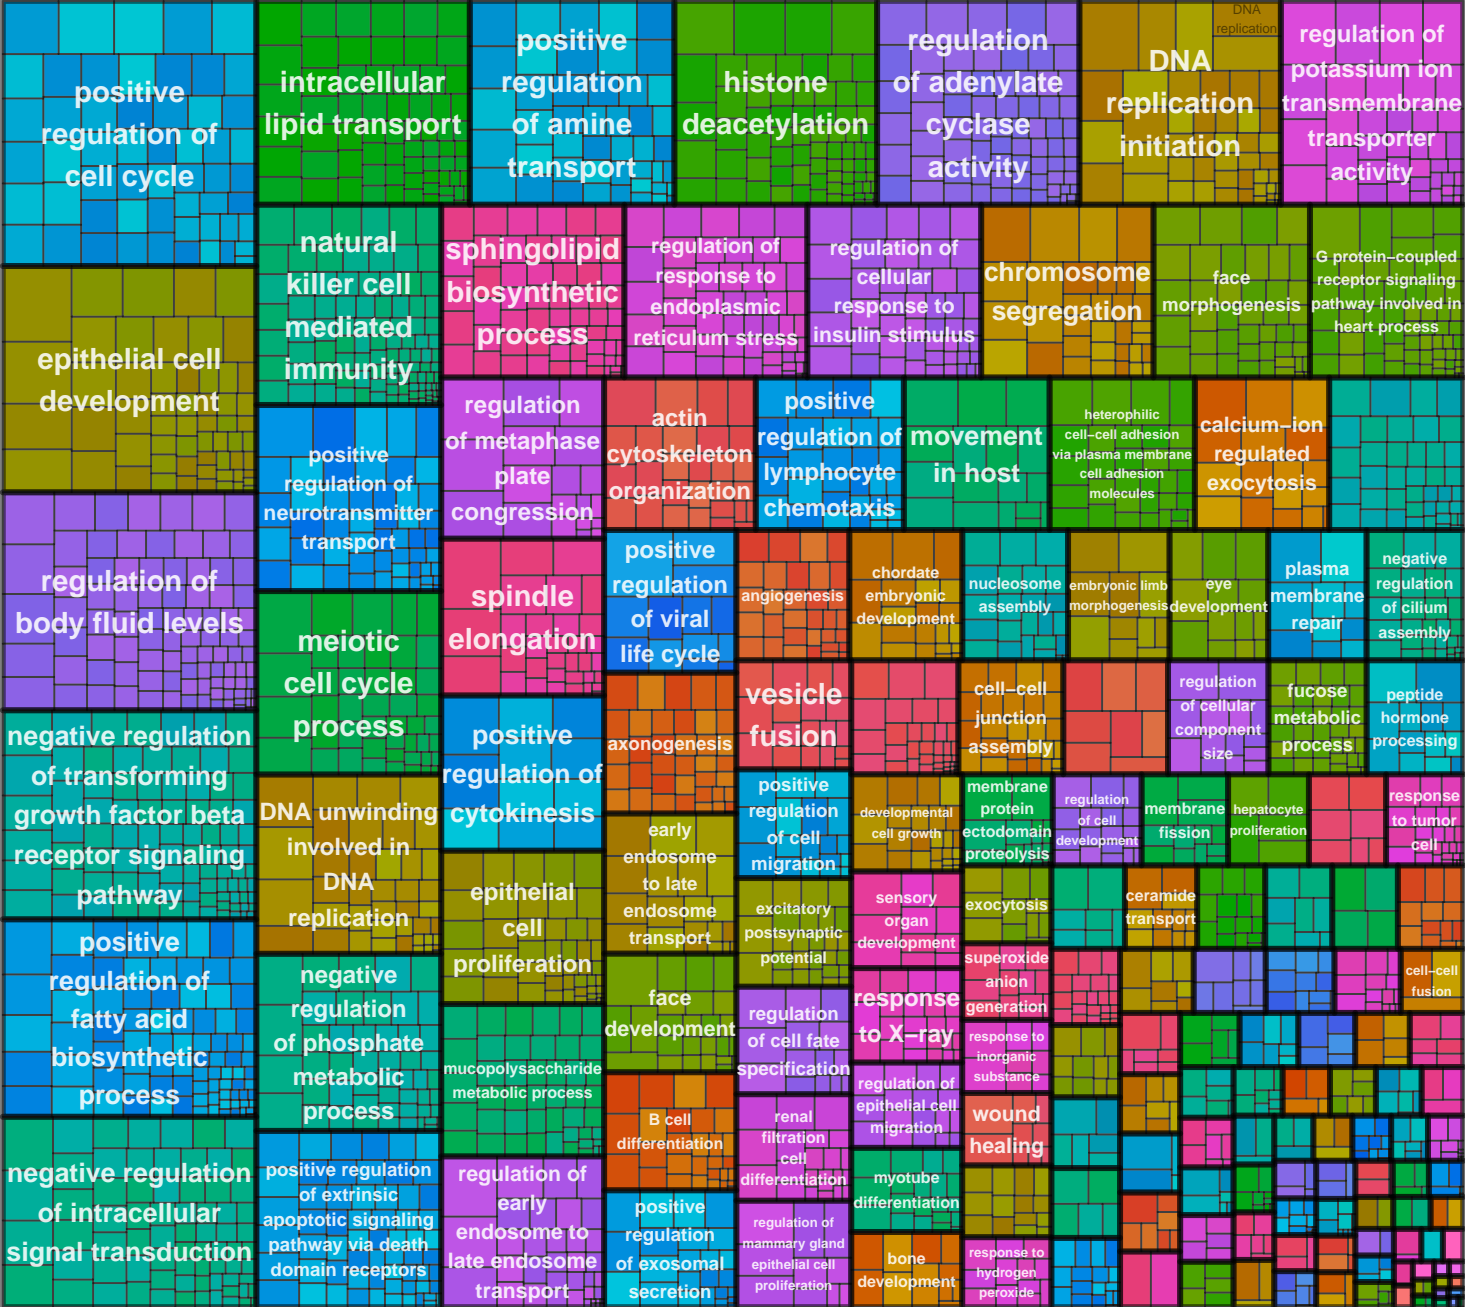 positive
regulation of
cell cycle
intracellular
lipid transport
positive
regulation
of amine
transport
histone
deacetylation
regulation
of adenylate
cyclase
activity
DNA
replication
DNA
replication
initiation
regulation of
potassium ion
transmembrane
transporter
activity
natural
killer cell
mediated
immunity
sphingolipid
biosynthetic
process
regulation of
response to
endoplasmic
reticulum stress
regulation of
cellular
response to
insulin stimulus
chromosome
segregation
face
morphogenesis
G protein−coupled
receptor signaling
pathway involved in
heart process
epithelial cell
development
positive
regulation of
neurotransmitter
transport
regulation
of metaphase
plate
congression
actin
cytoskeleton
organization
positive
regulation of
lymphocyte
chemotaxis
movement
in host
heterophilic
cell−cell adhesion
via plasma membrane
cell adhesion
molecules
calcium−ion
regulated
exocytosis
regulation of
body fluid levels
meiotic
cell cycle
process
spindle
elongation
positive
regulation
of viral
life cycle
angiogenesis
chordate
embryonic
development
nucleosome
assembly
embryonic limb
morphogenesis
eye
development
plasma
membrane
repair
negative
regulation
of cilium
assembly
negative regulation
of transforming
growth factor beta
receptor signaling
pathway
DNA unwinding
involved in
DNA
replication
positive
regulation of
cytokinesis
axonogenesis
vesicle
fusion
cell−cell
junction
assembly
regulation
of cellular
component
size
fucose
metabolic
process
peptide
hormone
processing
positive
regulation
of cell
migration
developmental
cell growth
membrane
protein
ectodomain
proteolysis
regulation
of cell
development
membrane
fission
hepatocyte
proliferation
response
to tumor
cell
epithelial
cell
proliferation
early
endosome
to late
endosome
transport
excitatory
postsynaptic
potential
sensory
organ
development
exocytosis
ceramide
transport
positive
regulation of
fatty acid
biosynthetic
process
negative
regulation
of phosphate
metabolic
process
mucopolysaccharide
metabolic process
face
development
regulation
of cell fate
specification
response
to X−ray
superoxide
anion
generation
cell−cell
fusion
response to
inorganic
substance
B cell
differentiation
renal
filtration
cell
differentiation
regulation of
epithelial cell
migration
wound
healing
negative regulation
of intracellular
signal transduction
positive regulation
of extrinsic
apoptotic signaling
pathway via death
domain receptors
regulation of
early
endosome to
late endosome
transport
positive
regulation
of exosomal
secretion
regulation of
mammary gland
epithelial cell
proliferation
myotube
differentiation
bone
development
response to
hydrogen
peroxide